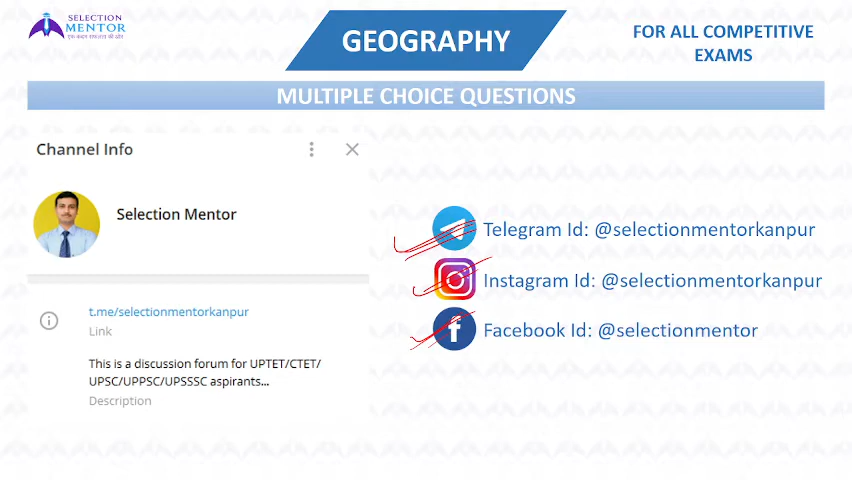 SELECTION
MENTOR
GEOGRAPHY
FOR ALL COMPETITIVE
EXAMS
MULTIPLE CHOICE QUESTIONS
Channel Info
Selection Mentor
t.me/selectionmentorkanpur
Link
This is a discussion forum for UPTET/CTET/
UPSC/UPPSC/UPSSSC aspirants...
Description
Telegram Id: @selectionmentorkanpur
Instagram Id: @selectionmentorkanpur
Facebook Id: @selectionmentor